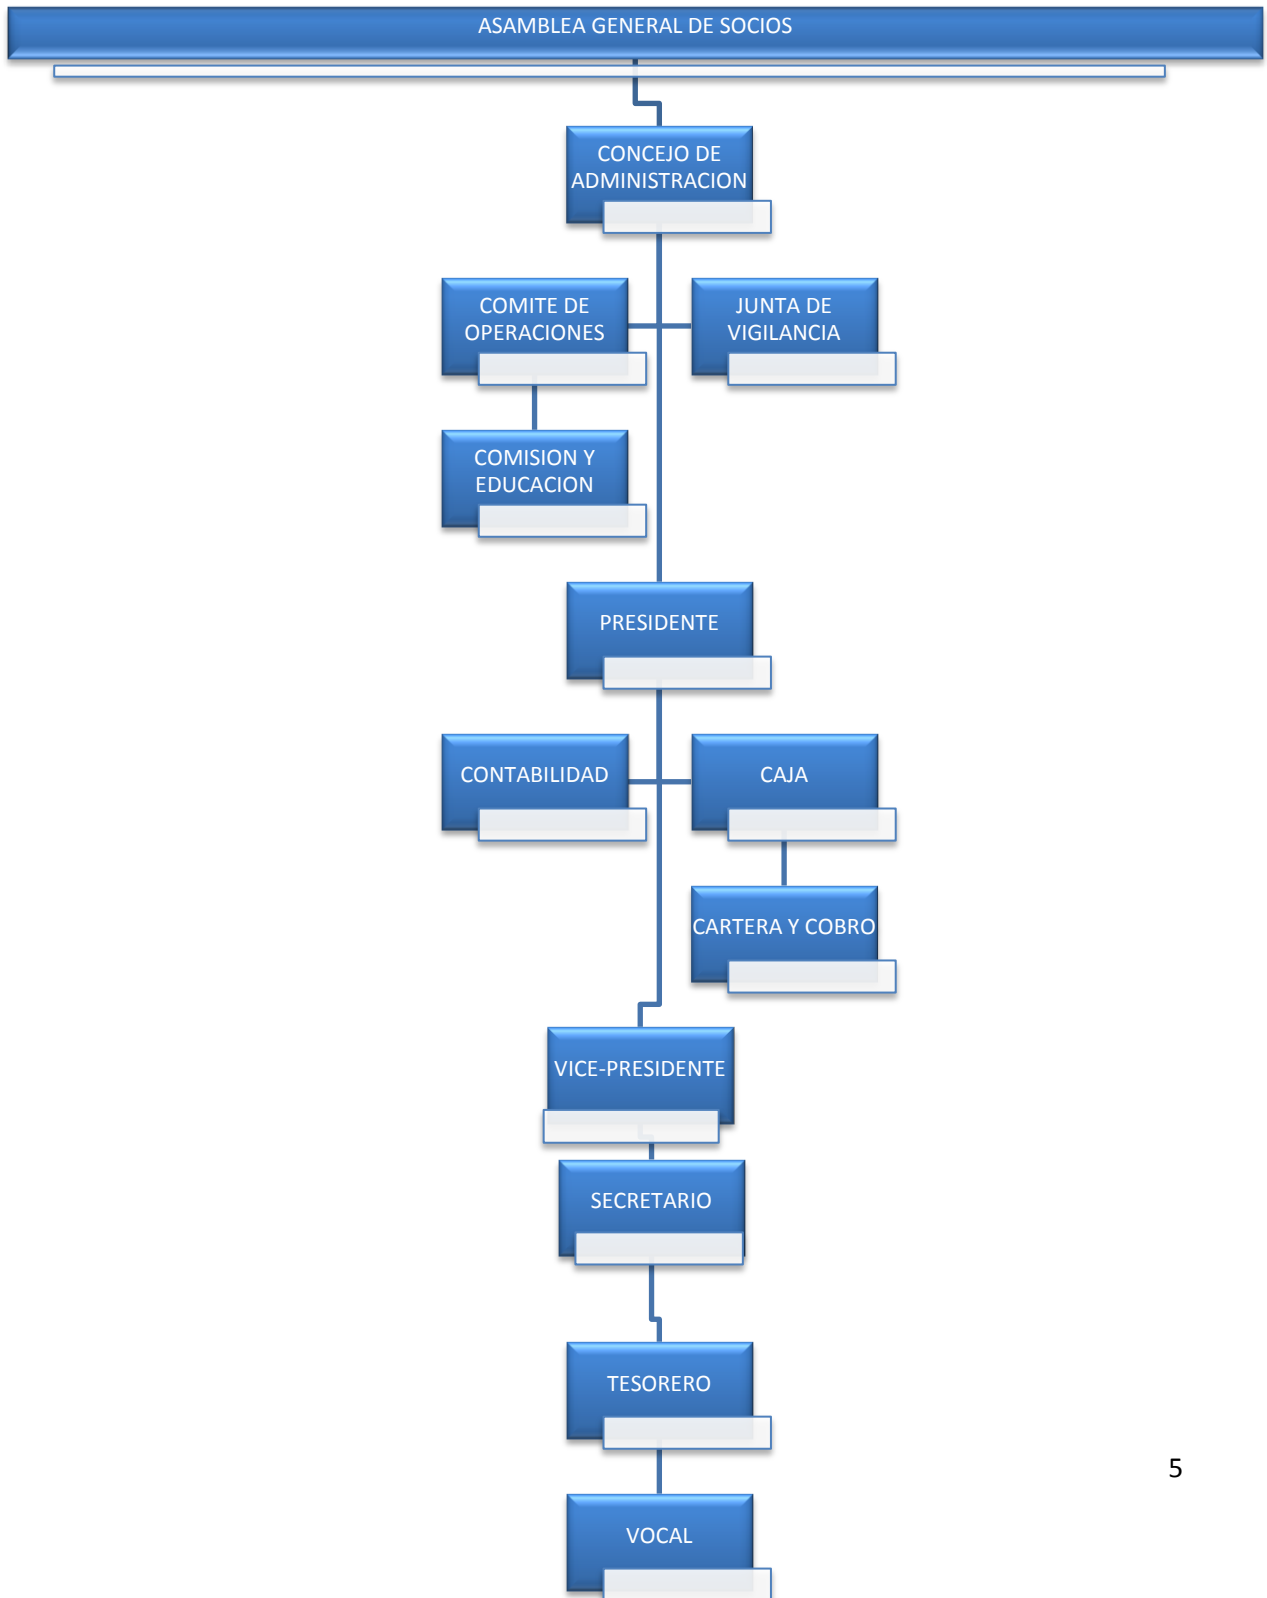 ASAMBLEA GENERAL DE SOCIOS
CONCEJO DE
ADMINISTRACION
COMITE DE
OPERACIONES
JUNTA DE
VIGILANCIA
COMISION Y
EDUCACION
PRESIDENTE
CONTABILIDAD
CAJA
CARTERA Y COBRO
VICE-PRESIDENTE
SECRETARIO
TESORERO
5
VOCAL